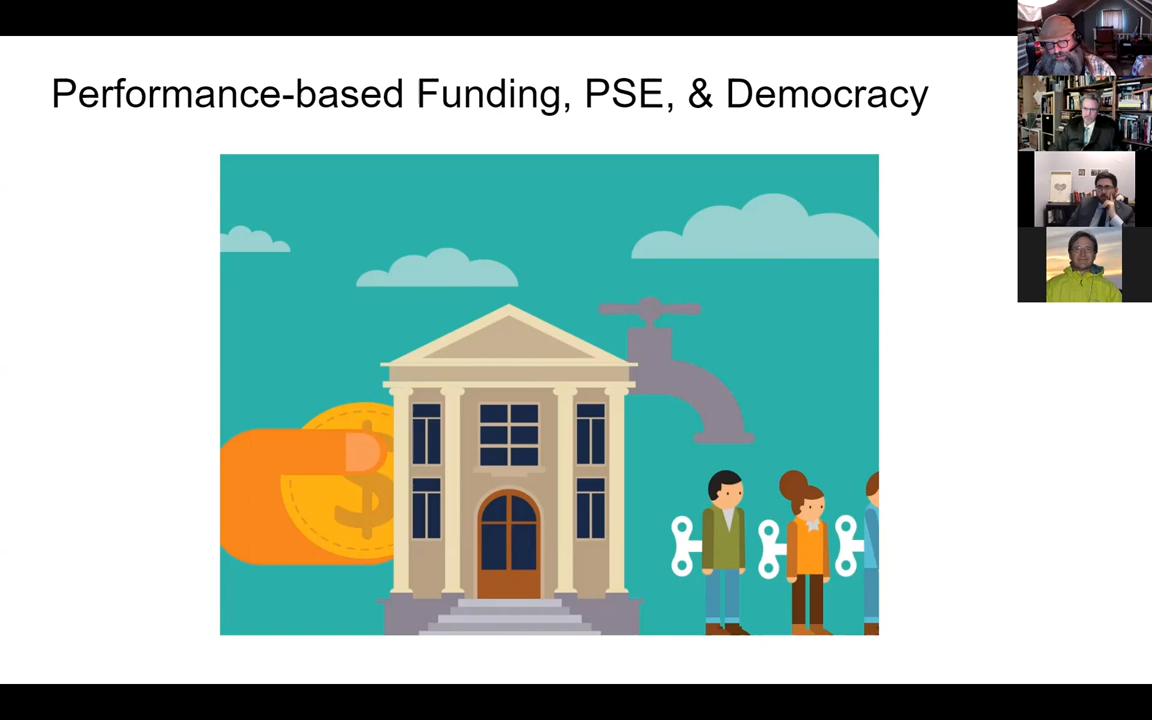 Performance-based Funding, PSE, & Democracy
$